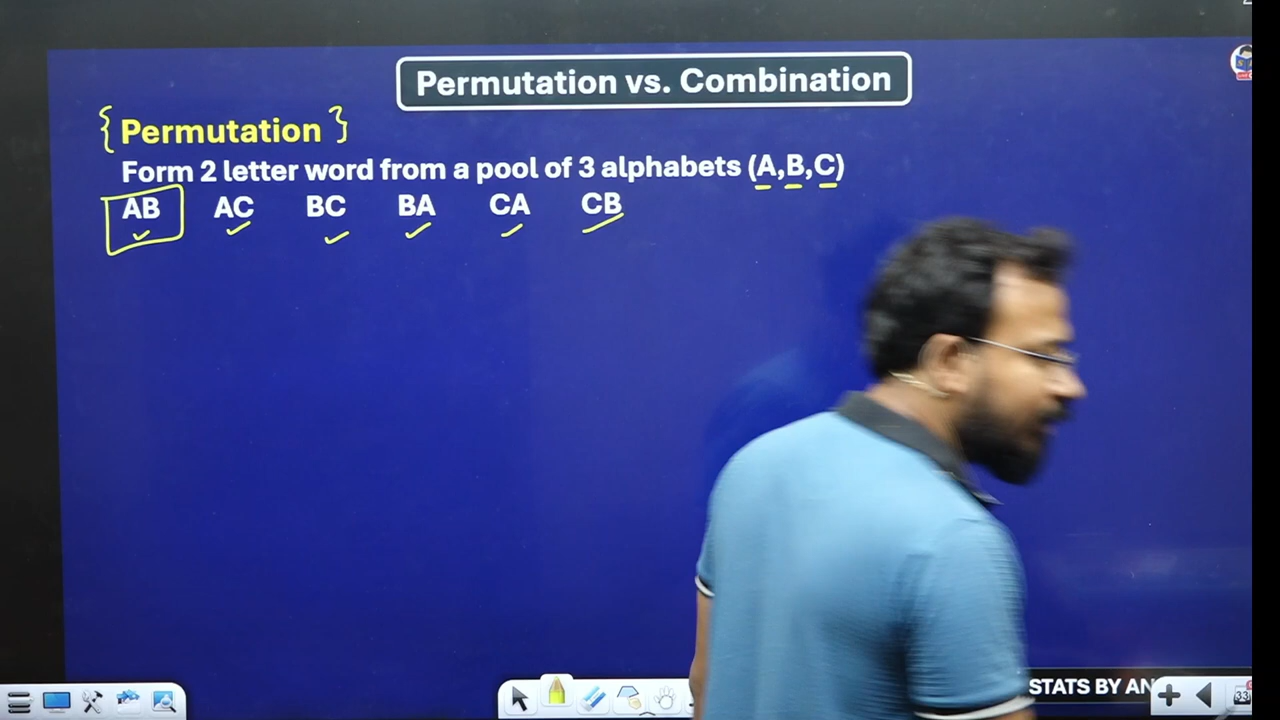 Permutation vs. Combination
{Permutation}
Form 2 letter word from a pool of 3 alphabets (A,B,C)
AB AC BC BA CA CB
STATS BY AN